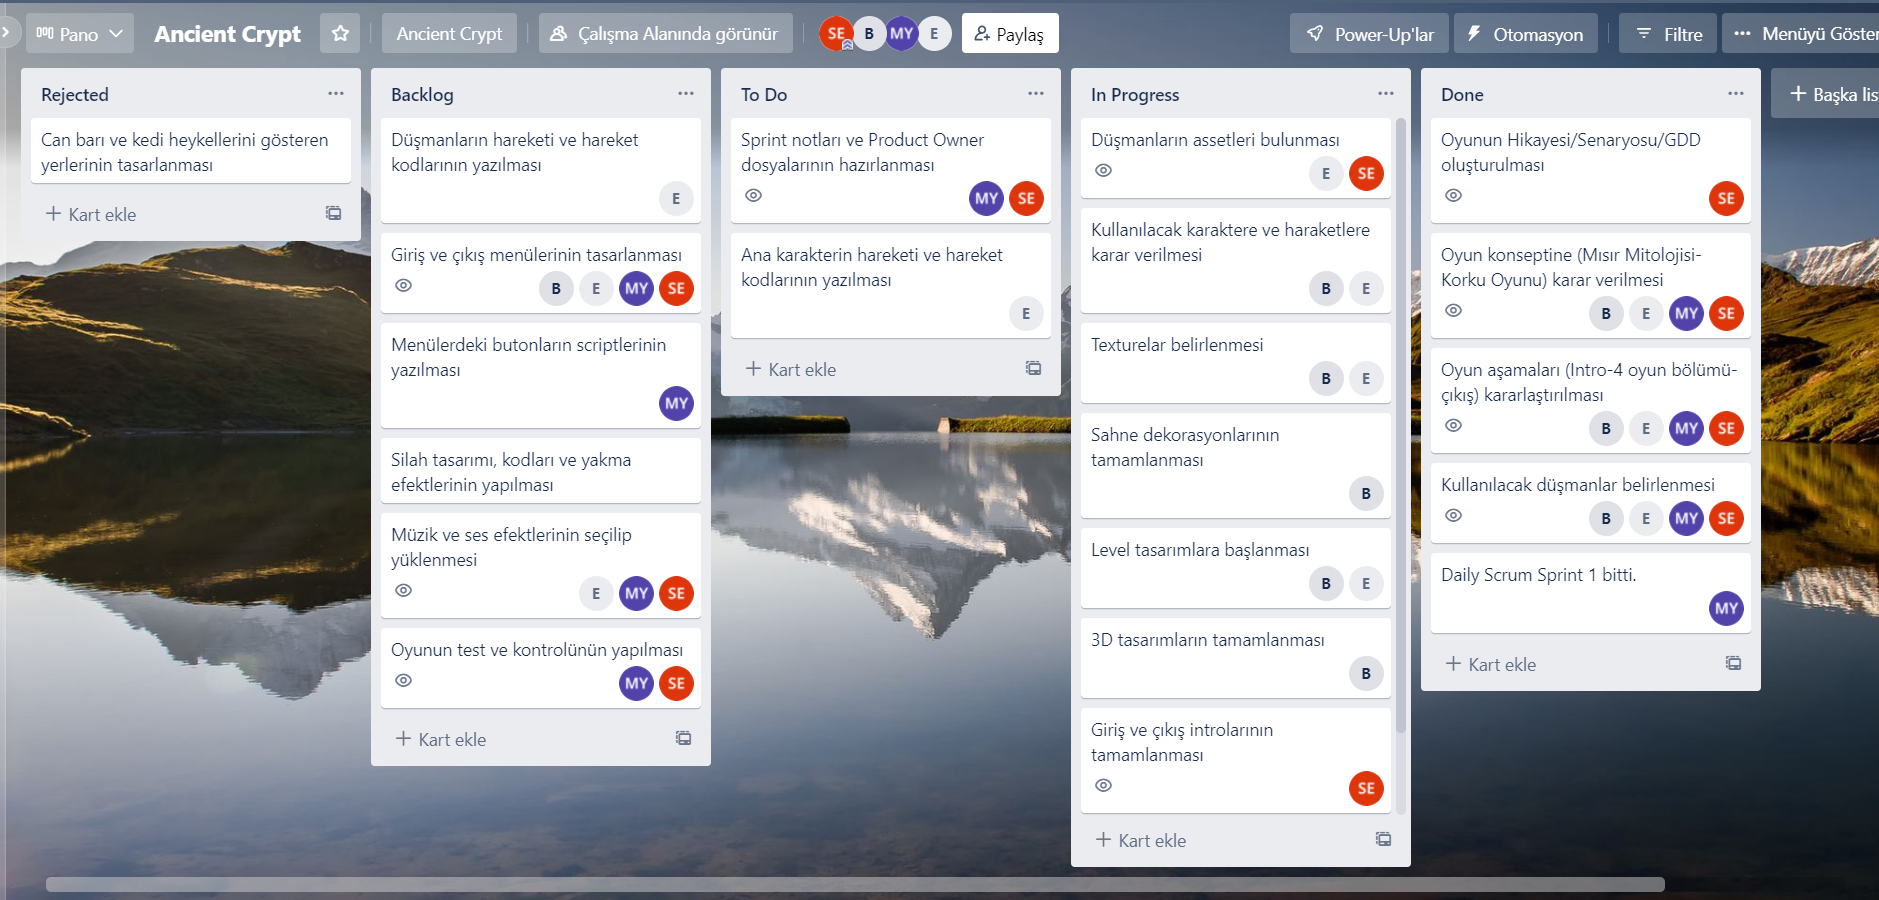 Pano
Ancient Crypt
Ancient Crypt
Çalışma Alanında görünür
SE
B
MY
E
Paylaş
Power-Up'lar
Otomasyon
Filtre
Menüyü Göster
Rejected
Can barı ve kedi heykellerini gösteren
yerlerinin tasarlanması
Kart ekle
Backlog
Düşmanların hareketi ve hareket
kodlarının yazılması
E
Giriş ve çıkış menülerinin tasarlanması
B E MY SE
Menülerdeki butonların scriptlerinin
yazılması
MY
Silah tasarımı, kodları ve yakma
efektlerinin yapılması
Müzik ve ses efektlerinin seçilip
yüklenmesi
E MY SE
Oyunun test ve kontrolünün yapılması
MY SE
Kart ekle
To Do
Sprint notları ve Product Owner
dosyalarının hazırlanması
MY SE
Ana karakterin hareketi ve hareket
kodlarının yazılması
E
Kart ekle
In Progress
Düşmanların assetleri bulunması
E SE
Kullanılacak karaktere ve haraketlere
karar verilmesi
B E
Texturelar belirlenmesi
B E
Sahne dekorasyonlarının
tamamlanması
B
Level tasarımlara başlanması
B E
3D tasarımların tamamlanması
B
Giriş ve çıkış introlarının
tamamlanması
SE
Kart ekle
Done
Oyunun Hikayesi/Senaryosu/GDD
oluşturulması
SE
Oyun konseptine (Mısır Mitolojisi-
Korku Oyunu) karar verilmesi
B E MY SE
Oyun aşamaları (Intro-4 oyun bölümü-
çıkış) kararlaştırılması
B E MY SE
Kullanılacak düşmanlar belirlenmesi
B E MY SE
Daily Scrum Sprint 1 bitti.
MY
Kart ekle
Başka lis